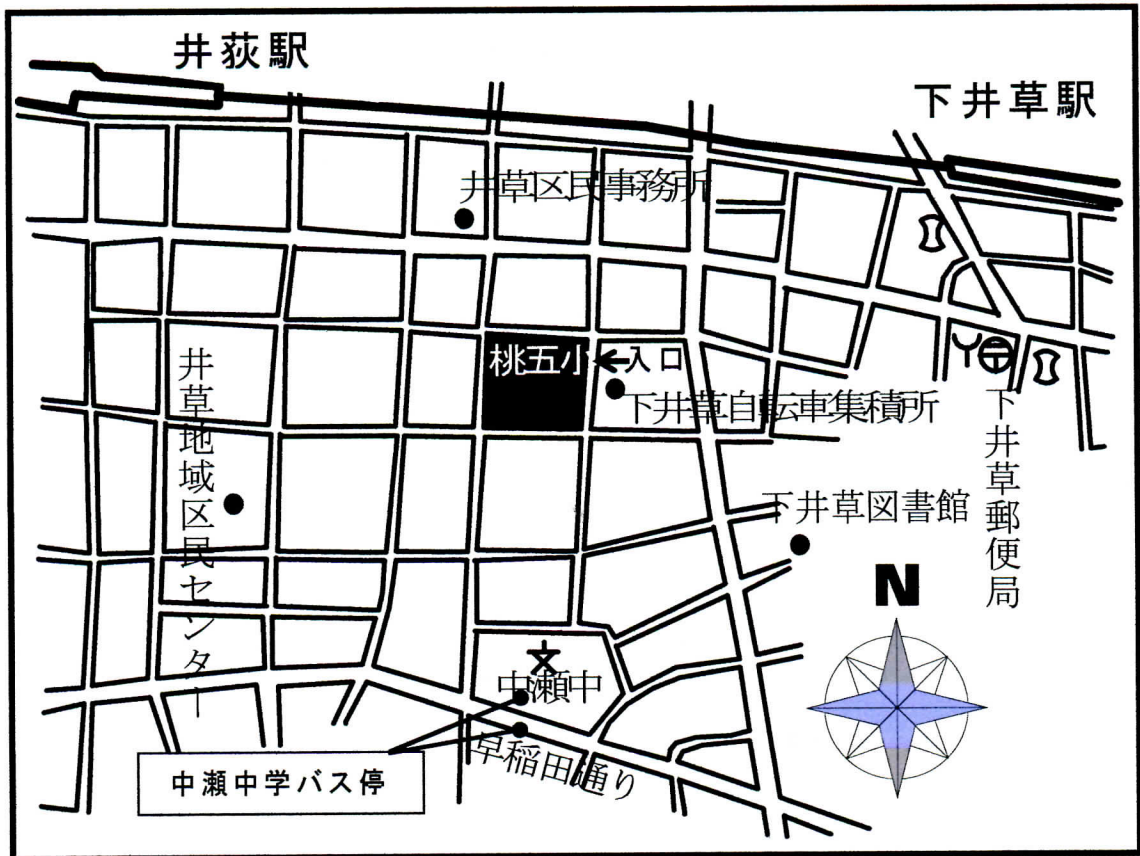 井荻駅
下井草駅
井草区民事務所
桃五小
入口
下井草自転車集積所
井草地域区民センター
下井草郵便局
下井草図書館
N
文
中瀬中
早稲田通り
中瀬中学バス停